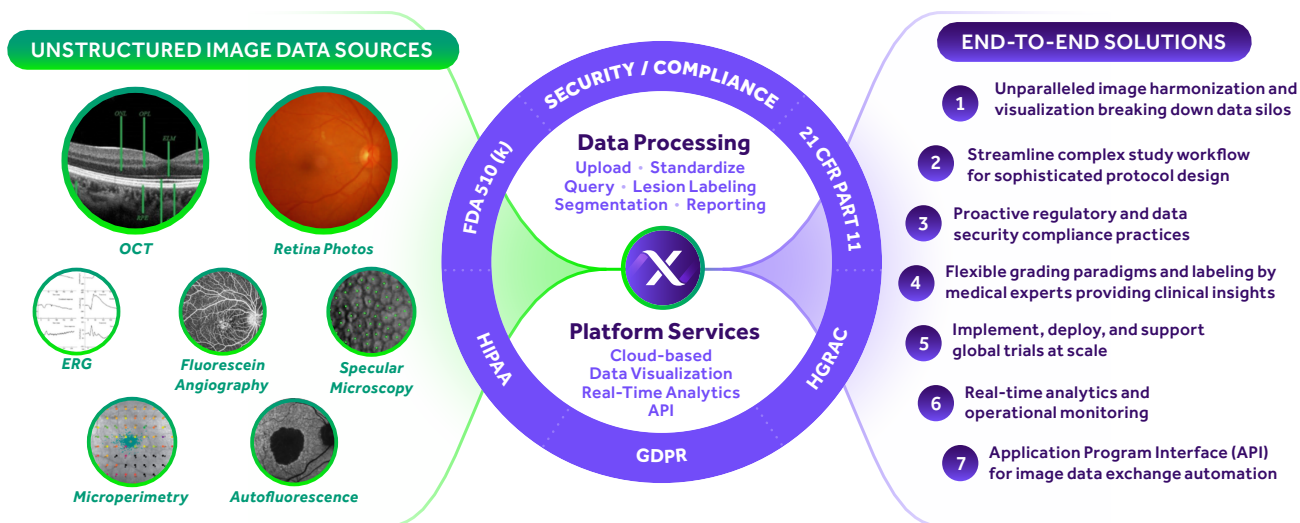 UNSTRUCTURED IMAGE DATA SOURCES
OCT
Retina Photos
ERG
Fluorescein
Angiography
Specular
Microscopy
Microperimetry
Autofluorescence
SECURITY / COMPLIANCE
FDA 510 (k)
21 CFR PART 11
HIPAA
HGRAC
GDPR
Data Processing
Upload • Standardize
Query • Lesion Labeling
Segmentation • Reporting
X
Platform Services
Cloud-based
Data Visualization
Real-Time Analytics
API
END-TO-END SOLUTIONS
1 Unparalleled image harmonization and
visualization breaking down data silos
2 Streamline complex study workflow
for sophisticated protocol design
3 Proactive regulatory and data
security compliance practices
4 Flexible grading paradigms and labeling by
medical experts providing clinical insights
5 Implement, deploy, and support
global trials at scale
6 Real-time analytics and
operational monitoring
7 Application Program Interface (API)
for image data exchange automation